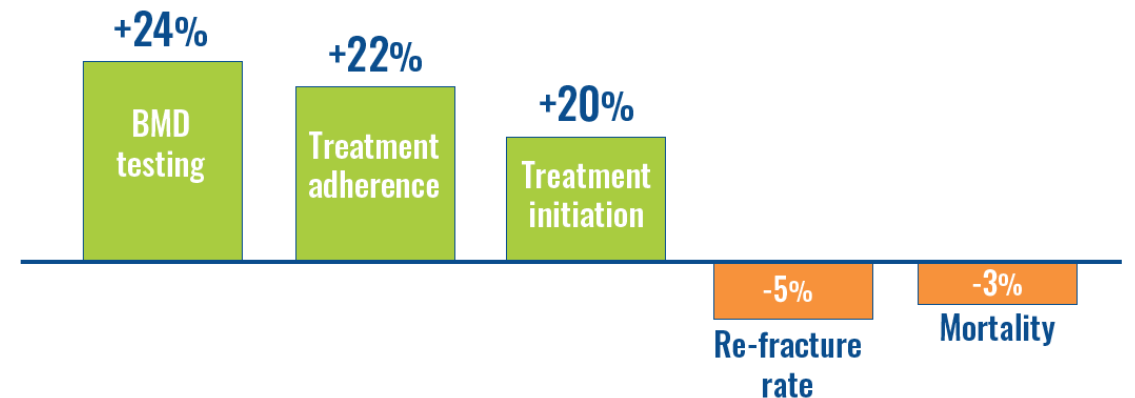 +24%
BMD
testing
+22%
Treatment
adherence
+20%
Treatment
initiation
-5%
Re-fracture
rate
-3%
Mortality